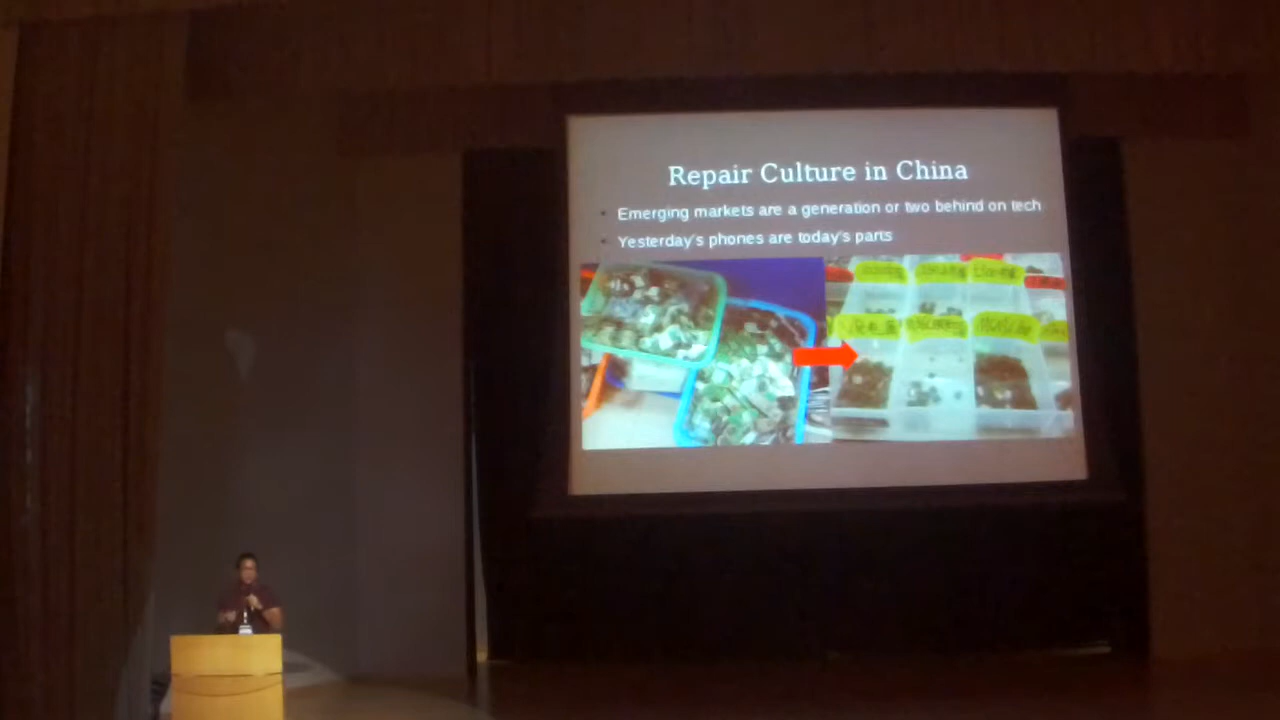 Repair Culture in China
Emerging markets are a generation or two behind on tech
Yesterday's phones are today's parts